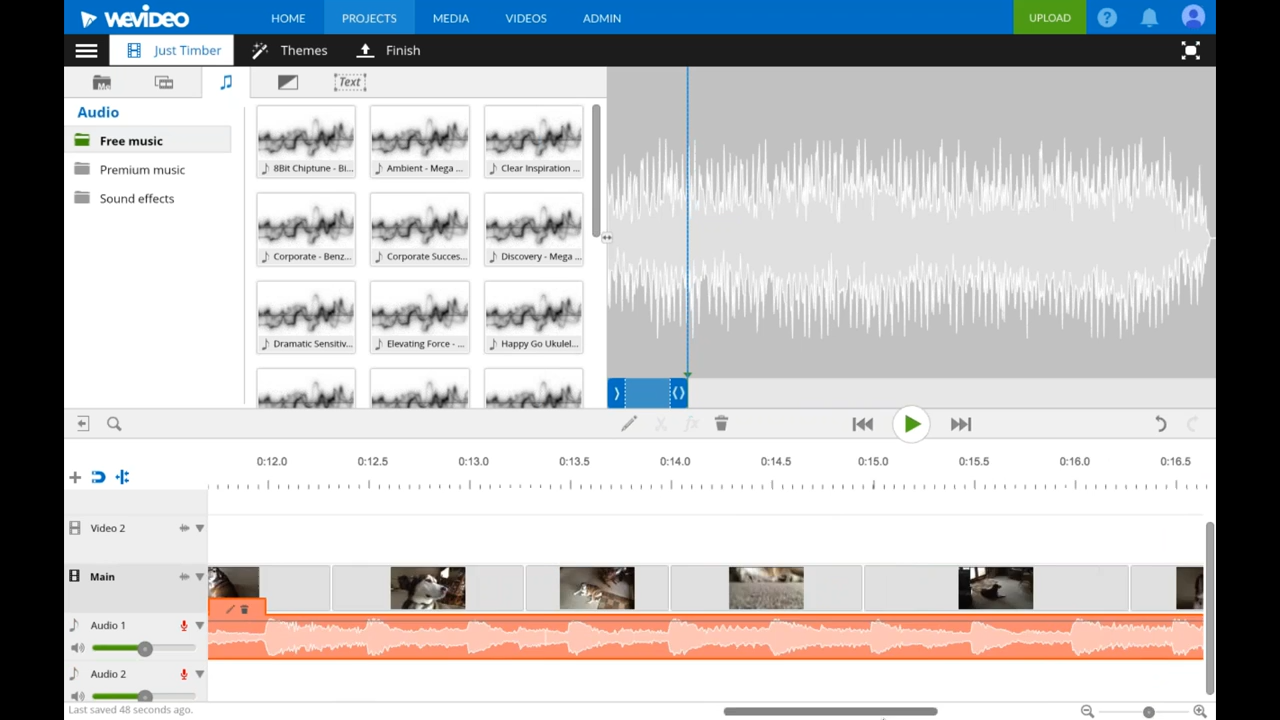 WEVIDEO HOME PROJECTS MEDIA VIDEOS ADMIN UPLOAD ?
Just Timber Themes Finish
Text
Audio
Free music
Premium music
Sound effects
8Bit Chiptune - Bi... Ambient - Mega ... Clear Inspiration ...
Corporate - Benz... Corporate Succes... Discovery - Mega ...
Dramatic Sensitiv... Elevating Force - ... Happy Go Ukulel...
fx
0:12.0 0:12.5 0:13.0 0:13.5 0:14.0 0:14.5 0:15.0 0:15.5 0:16.0 0:16.5
Video 2
Main
Audio 1
Audio 2
Last saved 48 seconds ago.